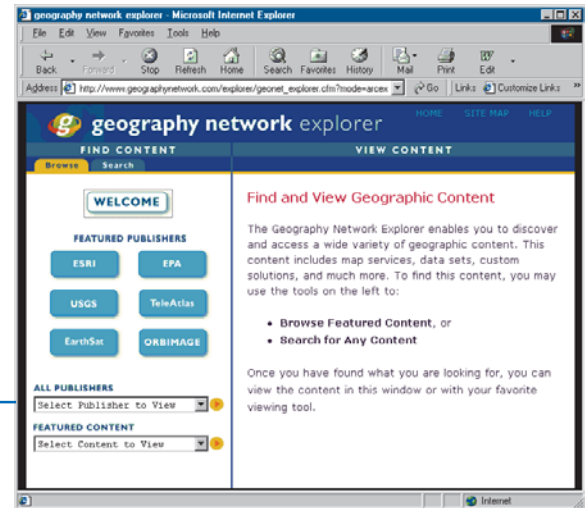 geography network explorer - Microsoft Internet Explorer
File Edit View Favorites Tools Help
Back Forward Stop Refresh Home Search Favorites History Mail Print Edit
Address http://www.geographynetwork.com/explorer/geonet_explorer.cfm?mode=arcex Go Links Customize Links »
geography network explorer
HOME SITE MAP HELP
FIND CONTENT
VIEW CONTENT
Browse Search
WELCOME
FEATURED PUBLISHERS
ESRI EPA
USGS TeleAtlas
EarthSat ORBIMAGE
ALL PUBLISHERS
Select Publisher to View
FEATURED CONTENT
Select Content to View
Find and View Geographic Content
The Geography Network Explorer enables you to discover
and access a wide variety of geographic content. This
content includes map services, data sets, custom
solutions, and much more. To find this content, you may
use the tools on the left to:
• Browse Featured Content, or
• Search for Any Content
Once you have found what you are looking for, you can
view the content in this window or with your favorite
viewing tool.
Internet